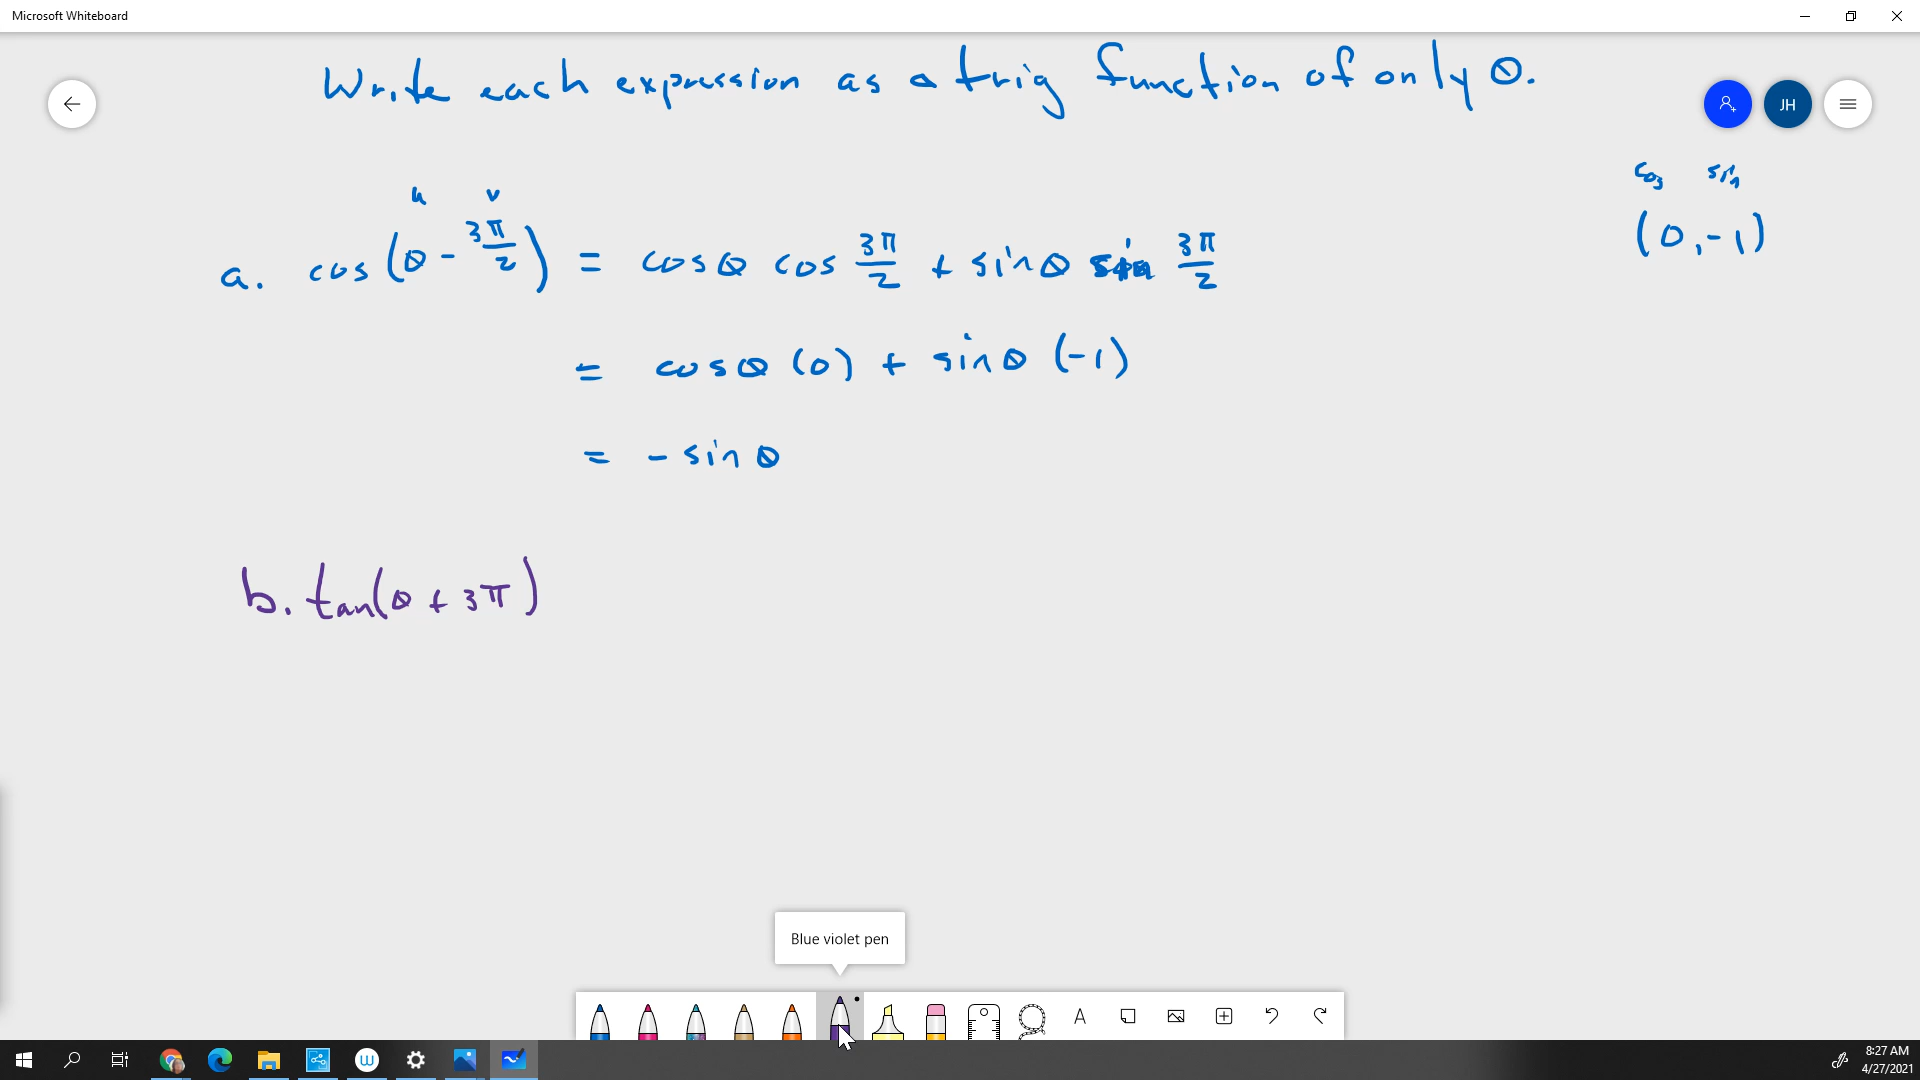 Microsoft Whiteboard
Write each expression as a trig function of only θ.
JH
cos sin
(0, -1)
u v
a. cos(θ - 3π/2) = cosθ cos 3π/2 + sinθ sin 3π/2
= cosθ (0) + sinθ (-1)
= - sin θ
b. tan(θ + 3π)
Blue violet pen
A
W
8:27 AM
4/27/2021